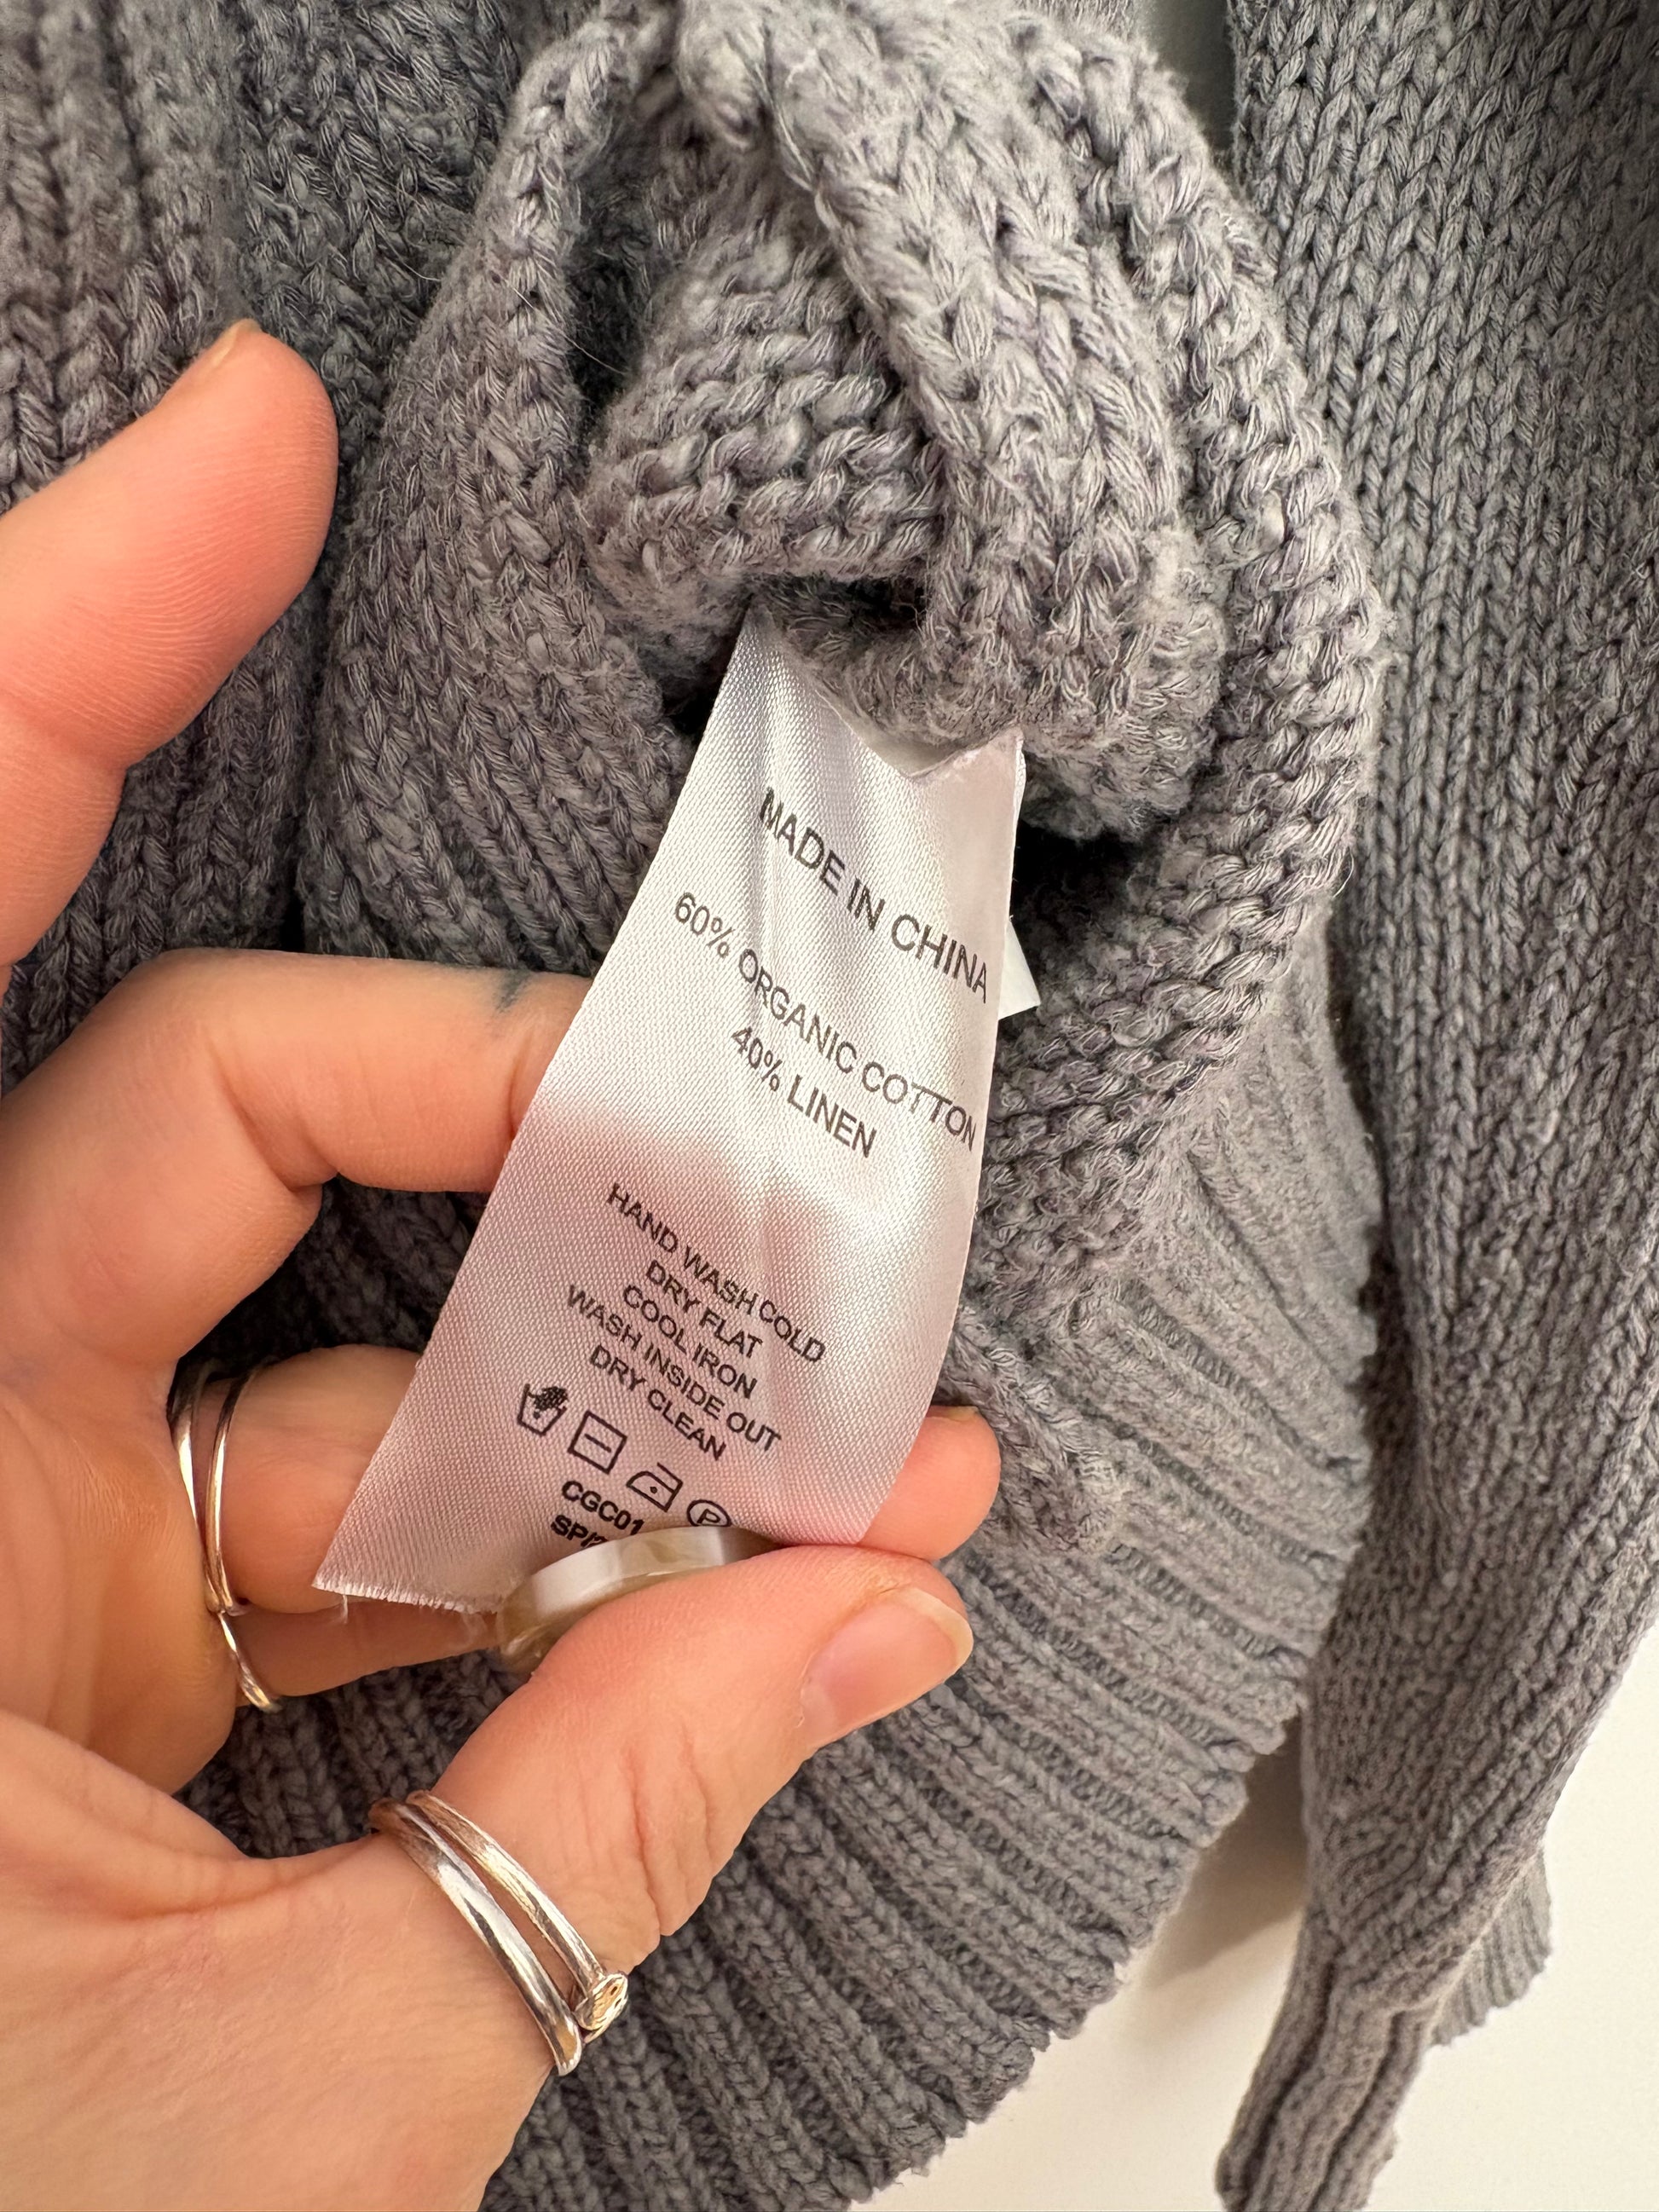 MADE IN CHINA
60% ORGANIC COTTON
40% LINEN
HAND WASH COLD
DRY FLAT
COOL IRON
WASH INSIDE OUT
DRY CLEAN
P
CGC01